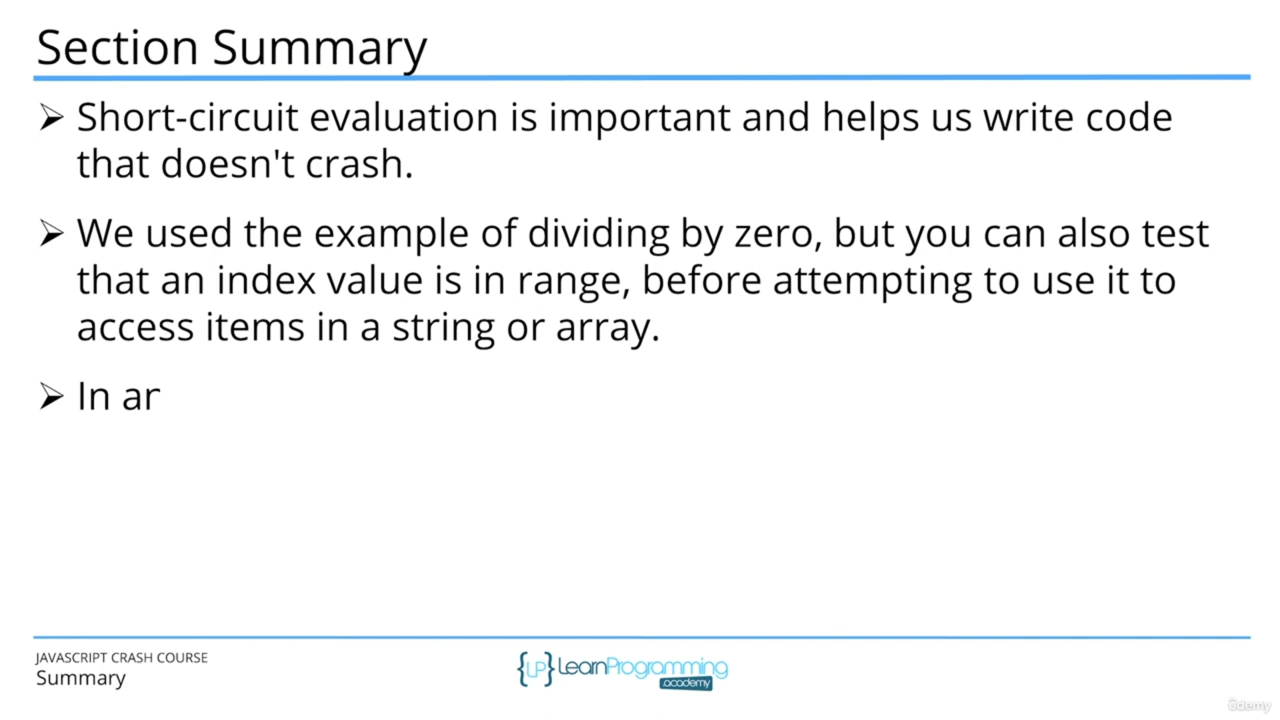 Section Summary
➢ Short-circuit evaluation is important and helps us write code
that doesn't crash.
➢ We used the example of dividing by zero, but you can also test
that an index value is in range, before attempting to use it to
access items in a string or array.
➢ In ar
JAVASCRIPT CRASH COURSE
Summary
{LP} LearnProgramming
academy
ûdemy